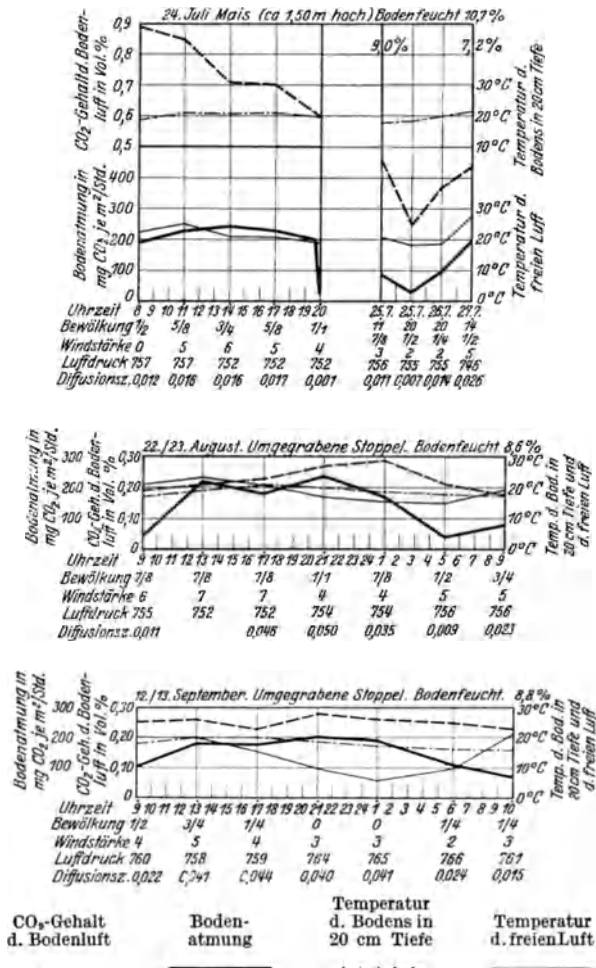 24. Juli Mais (ca 1,50m hoch) Bodenfeucht 10,7%
0,9
0,8
0,7
0,6
0,5
CO2-Gehalt d. Boden-
luft in Vol. %
9,0% 7,2%
30°C
20°C
10°C
Temperatur d.
Bodens in 20cm Tiefe
400
300
200
100
0
Bodenatmung in
mg CO2 je m²/Std.
30°C
20°C
10°C
0°C
Temperatur d.
freien Luft
Uhrzeit 8 9 10 11 12 13 14 15 16 17 18 19 20 25.7. 25.7. 26.7. 27.7.
11 20 20 14
Bewölkung 1/2 5/8 3/4 5/8 1/1 7/8 1/2 1/4 1/2
Windstärke 0 5 6 5 4 3 2 2 5
Luftdruck 757 757 752 752 752 756 755 755 746
Diffusionsz. 0,012 0,016 0,016 0,017 0,001 0,011 0,007 0,014 0,026
22./23. August. Umgegrabene Stoppel. Bodenfeucht 8,6%
Bodenatmung in
mg CO2 je m²/Std.
300
200
100
CO2-Geh. d. Boden-
luft in Vol. %
0,30
0,20
0,10
0
30°C
20°C
10°C
0°C
Temp. d. Bod. in
20 cm Tiefe und
d. freien Luft
Uhrzeit 9 10 11 12 13 14 15 16 17 18 19 20 21 22 23 24 1 2 3 4 5 6 7 8 9
Bewölkung 7/8 7/8 7/8 1/1 7/8 1/2 3/4
Windstärke 6 7 7 4 4 5 5
Luftdruck 755 752 752 754 754 756 756
Diffusionsz. 0,011 0,046 0,050 0,035 0,009 0,023
12./13. September. Umgegrabene Stoppel. Bodenfeucht. 8,8%
Bodenatmung in
mg CO2 je m²/Std.
300
200
100
CO2-Geh. d. Boden-
luft in Vol. %
0,30
0,20
0,10
0
30°C
20°C
10°C
0°C
Temp. d. Bod. in
20 cm Tiefe und
d. freien Luft
Uhrzeit 9 10 11 12 13 14 15 16 17 18 19 20 21 22 23 24 1 2 3 4 5 6 7 8 9 10
Bewölkung 1/2 3/4 1/4 0 0 1/4 1/4
Windstärke 4 5 4 3 3 2 3
Luftdruck 760 758 759 764 765 766 761
Diffusionsz. 0,022 0,041 0,044 0,040 0,041 0,024 0,015
CO2-Gehalt
d. Bodenluft
Boden-
atmung
Temperatur
d. Bodens in
20 cm Tiefe
Temperatur
d. freien Luft